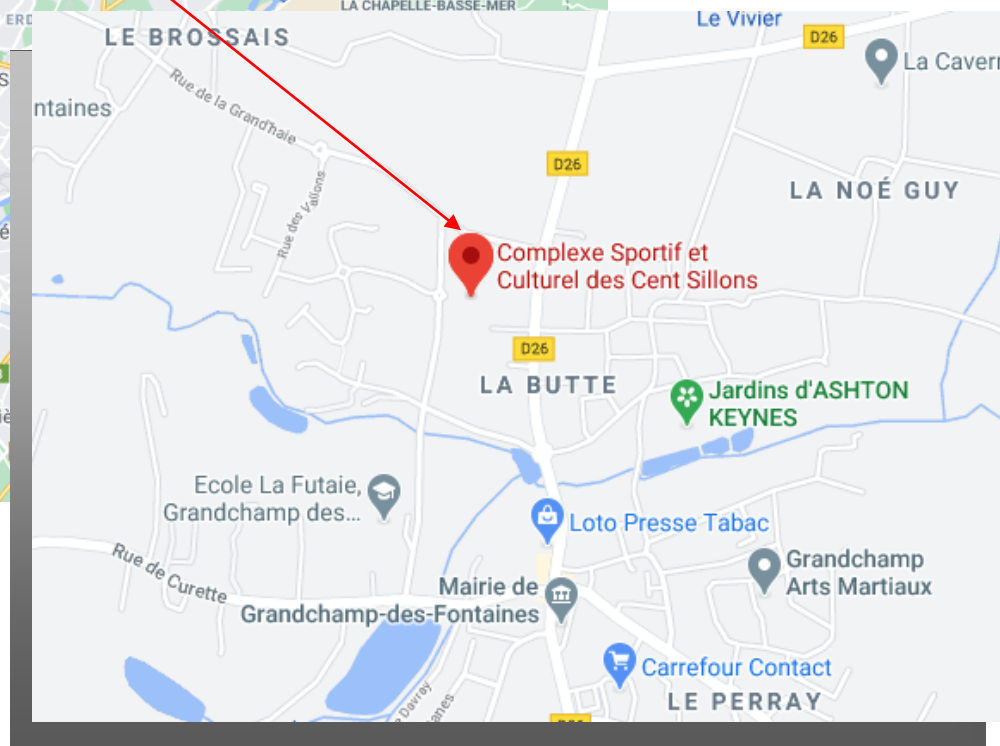 LA CHAPELLE-BASSE-MER
ERD
LE BROSSAIS
Le Vivier
D26
La Caver
ntaines
Rue de la Grand'haie
D26
LA NOÉ GUY
Rue des Vallons
Complexe Sportif et
Culturel des Cent Sillons
D26
LA BUTTE
Jardins d'ASHTON
KEYNES
Ecole La Futaie,
Grandchamp des...
Loto Presse Tabac
Rue de Curette
Grandchamp
Arts Martiaux
Mairie de
Grandchamp-des-Fontaines
Carrefour Contact
LE PERRAY
Davray